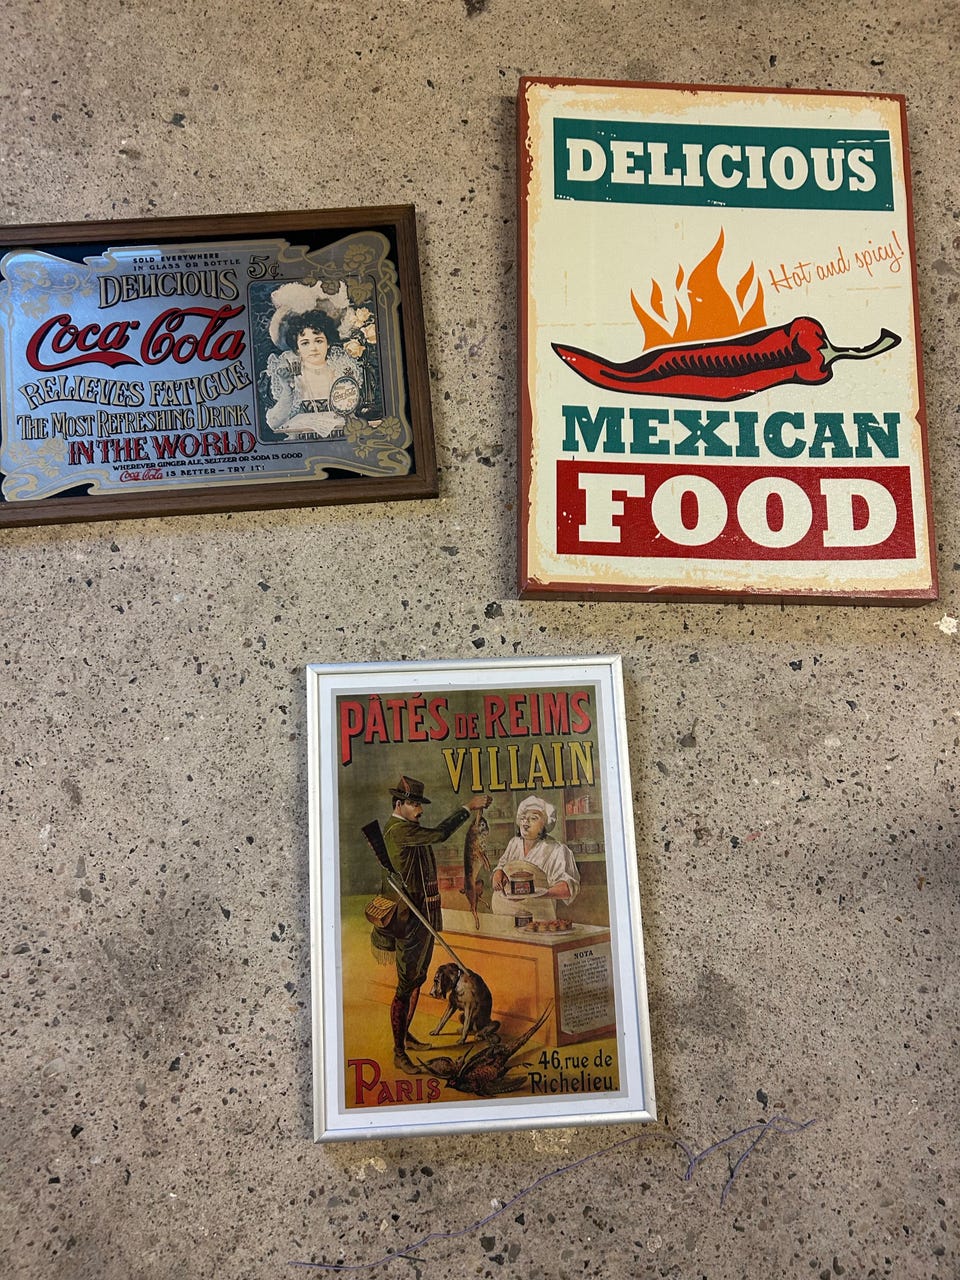 SOLD EVERYWHERE
IN GLASS OR BOTTLE
DELICIOUS 5¢
Coca-Cola
RELIEVES FATIGUE
THE MOST REFRESHING DRINK
IN THE WORLD.
WHEREVER GINGER ALE, SELTZER OR SODA IS GOOD
Coca-Cola IS BETTER - TRY IT!
DELICIOUS
Hot and spicy!
MEXICAN
FOOD
PÂTÉS DE REIMS
VILLAIN
NOTA
PARIS
46, rue de
Richelieu.